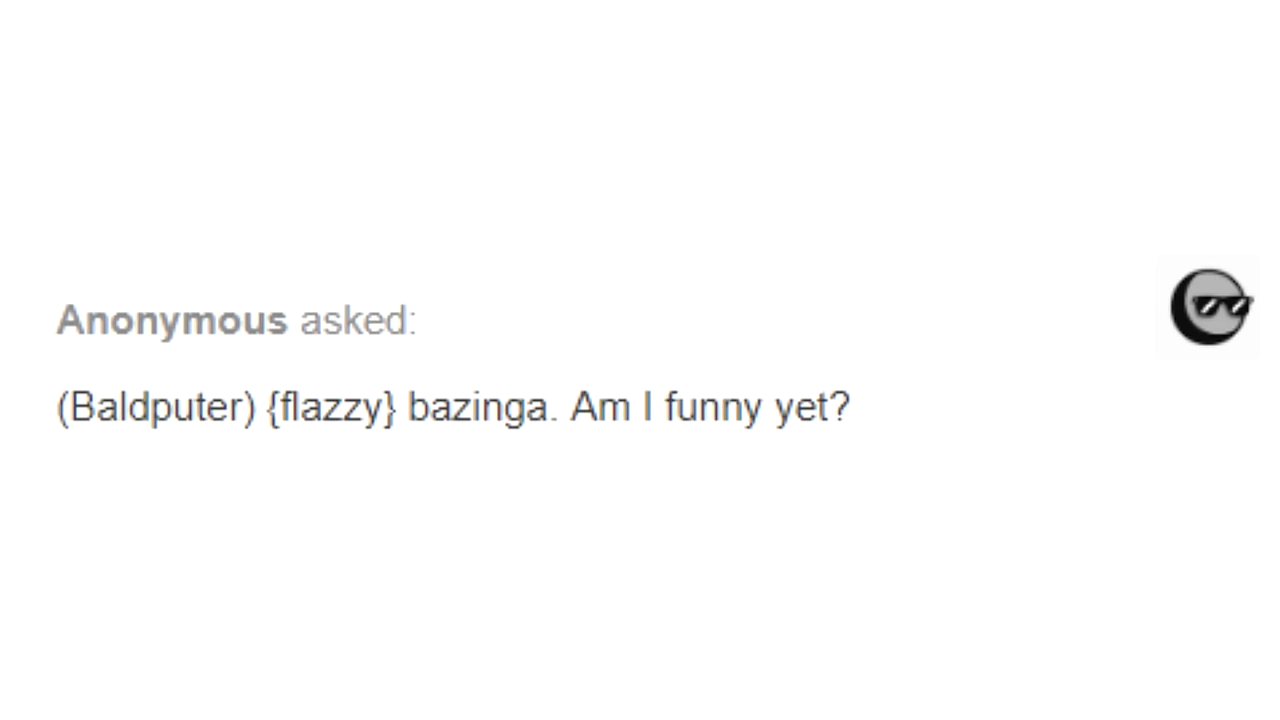 Anonymous asked:
(Baldputer) {flazzy} bazinga. Am I funny yet?